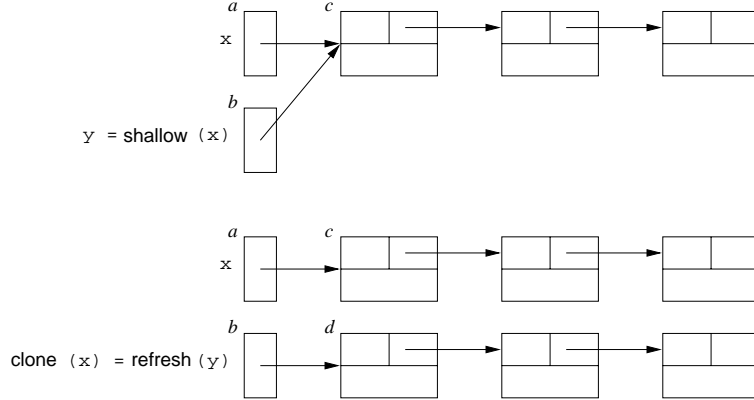 a c
x
b
y = shallow (x)
a c
x
b d
clone (x) = refresh (y)